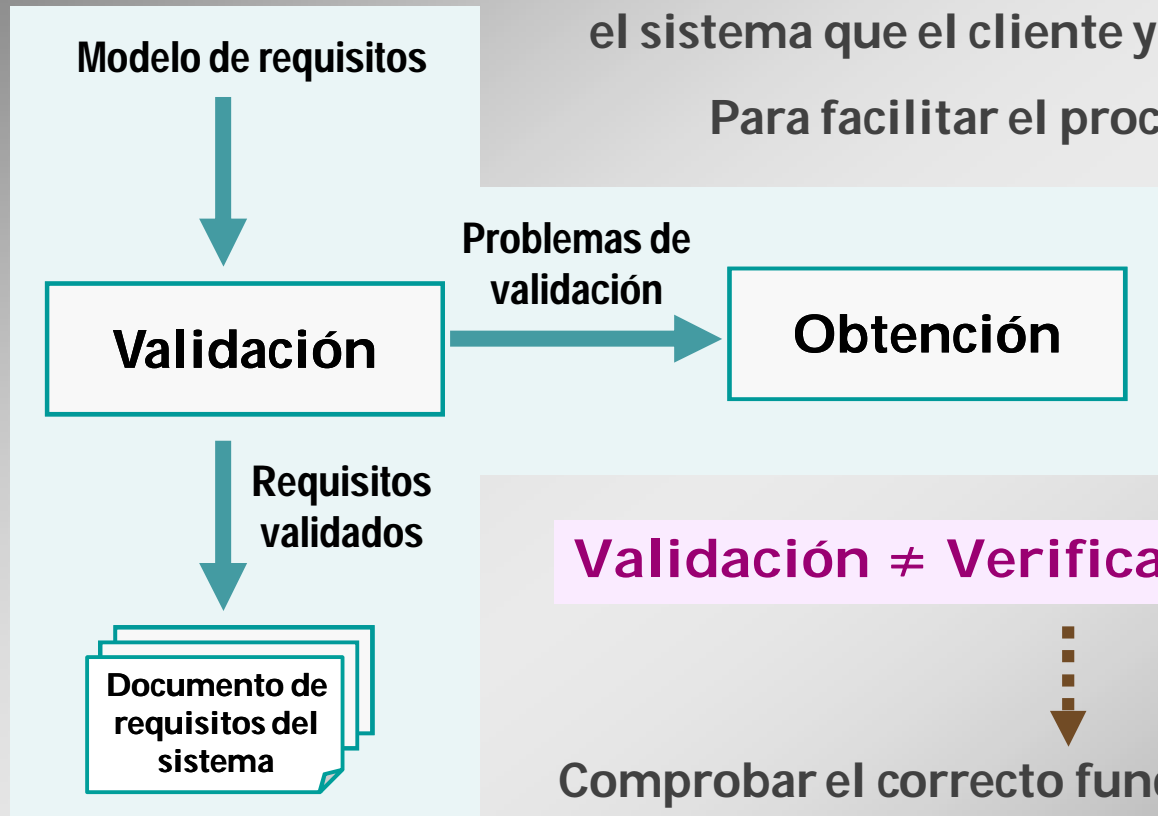 el sistema que el cliente y
Modelo de requisitos
Para facilitar el proc
Problemas de
validación
Validación
Obtención
Requisitos
validados
Validación ≠ Verifica
Documento de
requisitos del
sistema
Comprobar el correcto fun